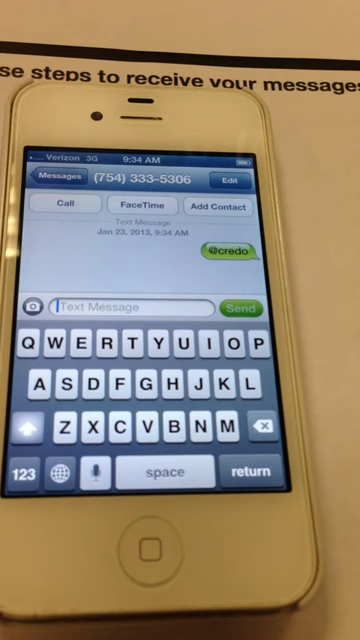 se steps to receive your messages
Verizon 3G 9:34 AM
Messages (754) 333-5306 Edit
Call FaceTime Add Contact
Text Message
Jan 23, 2013, 9:34 AM
@credo
Text Message Send
Q W E R T Y U I O P
A S D F G H J K L
Z X C V B N M
123 space return